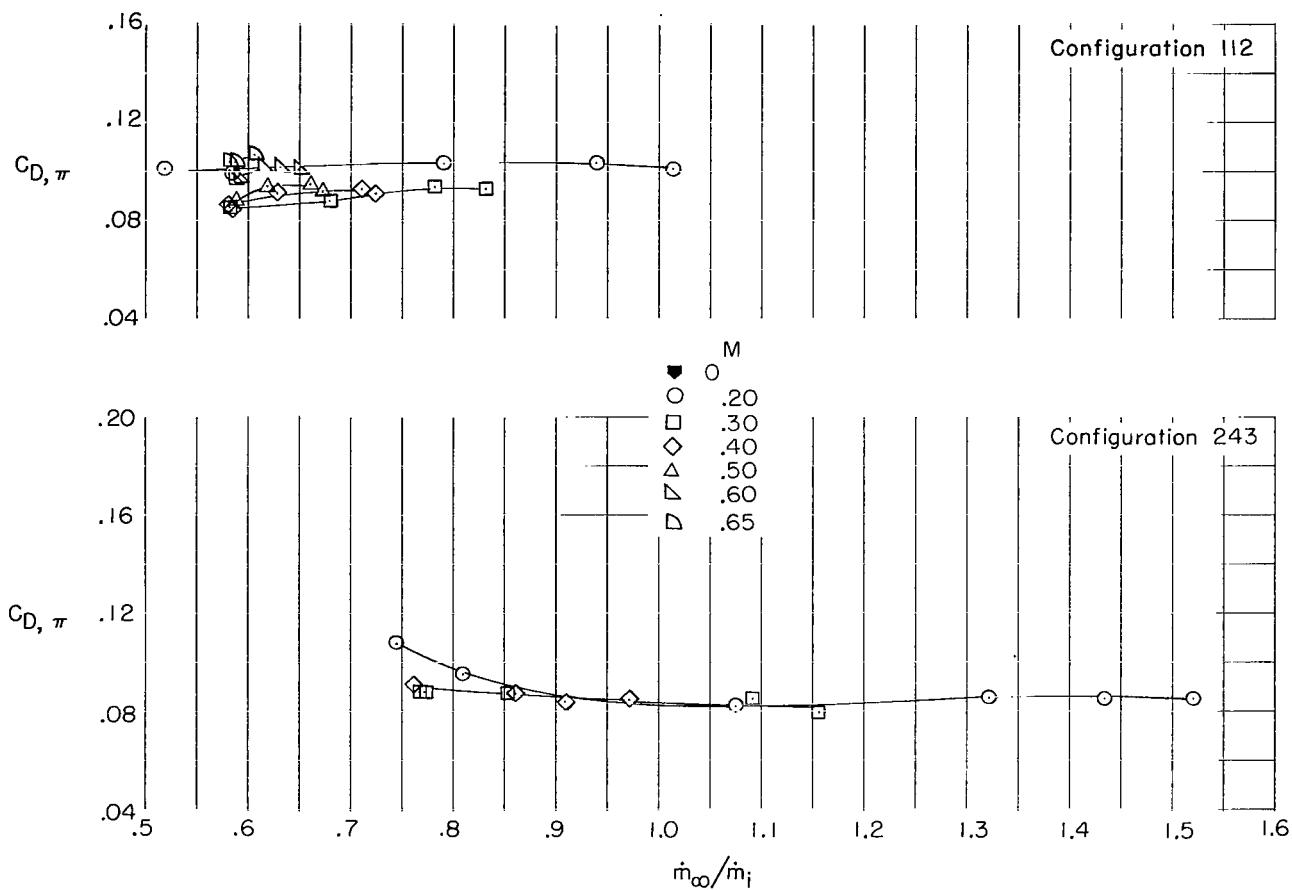 .16
Configuration 112
.12
C_D, π
.08
.04
M
0
.20
.30
.40
.50
.60
.65
.20
Configuration 243
.16
C_D, π
.12
.08
.04
.5 .6 .7 .8 .9 1.0 1.1 1.2 1.3 1.4 1.5 1.6
ṁ∞/ṁi